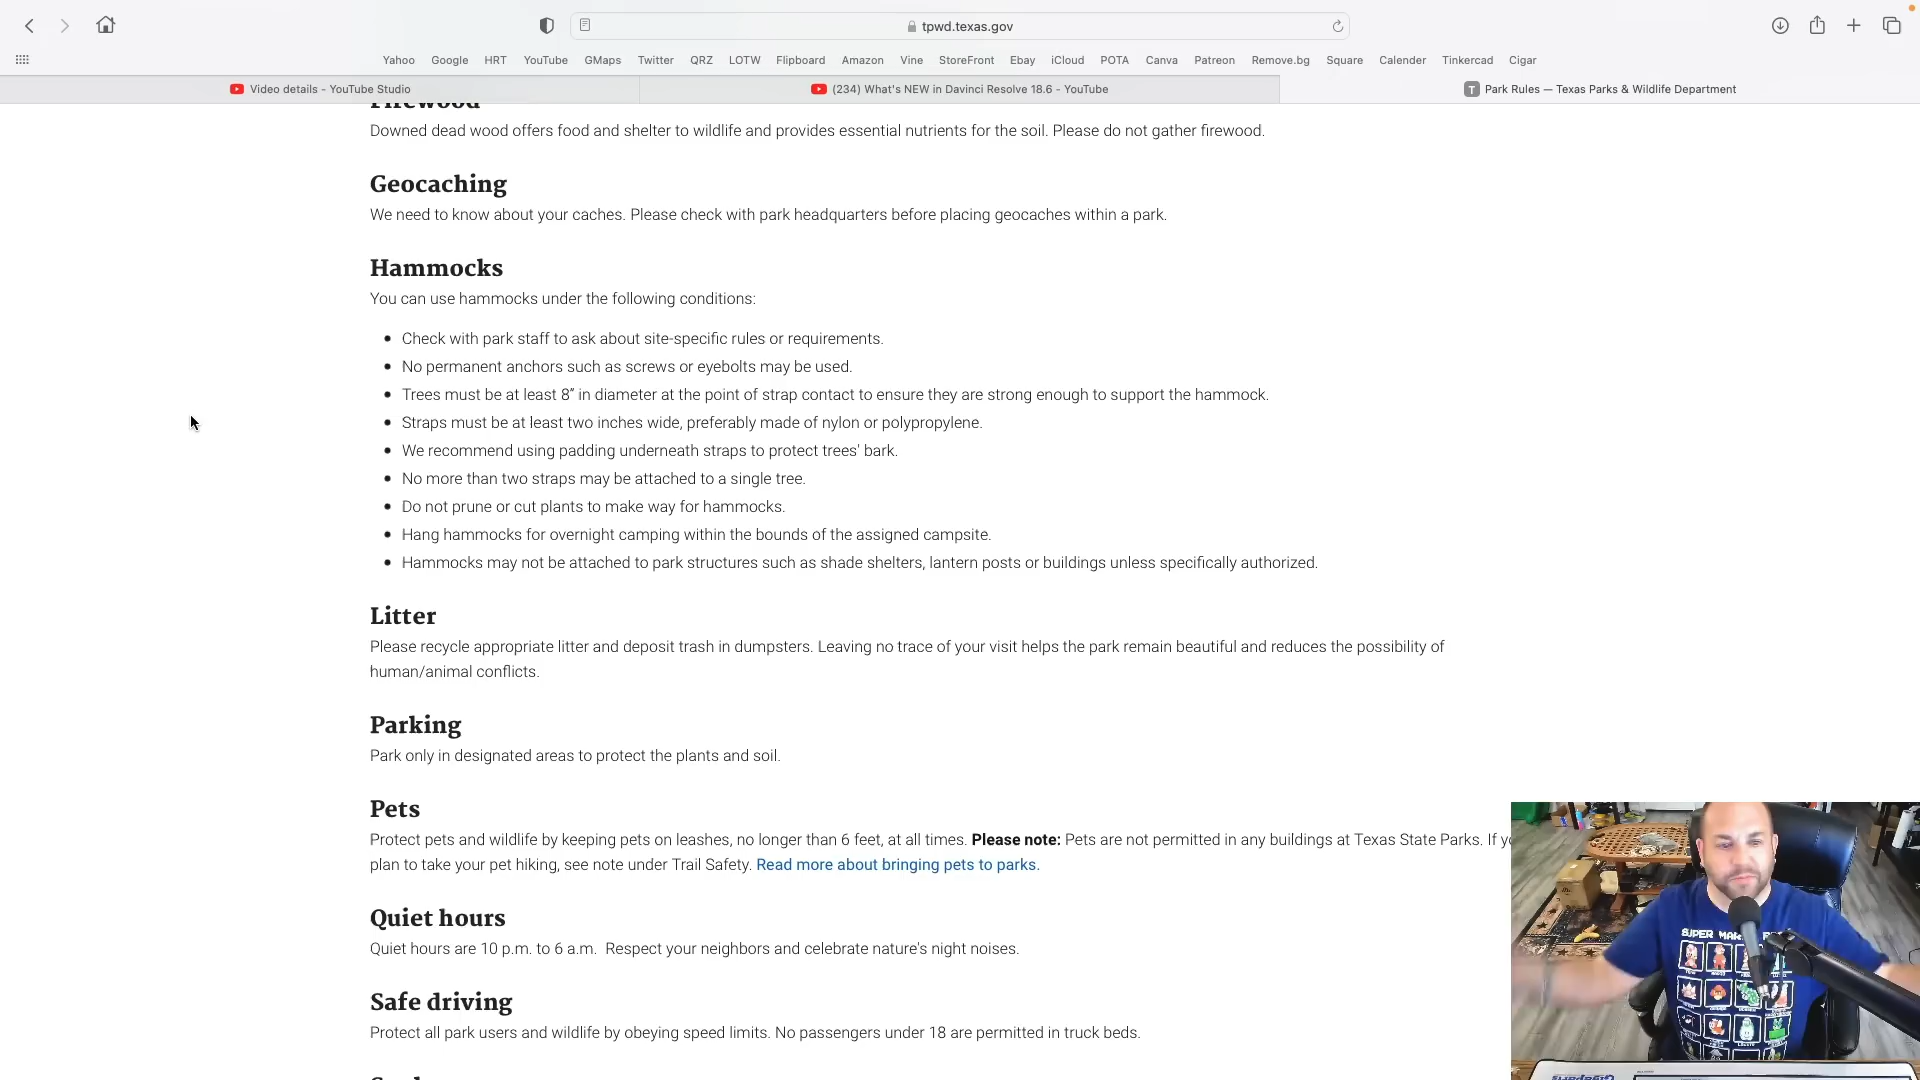 tpwd.texas.gov
Yahoo Google HRT YouTube GMaps Twitter QRZ LOTW Flipboard Amazon Vine StoreFront Ebay iCloud POTA Canva Patreon Remove.bg Square Calender Tinkercad Cigar
Video details - YouTube Studio (234) What's NEW in Davinci Resolve 18.6 - YouTube T Park Rules — Texas Parks & Wildlife Department
Firewood
Downed dead wood offers food and shelter to wildlife and provides essential nutrients for the soil. Please do not gather firewood.
Geocaching
We need to know about your caches. Please check with park headquarters before placing geocaches within a park.
Hammocks
You can use hammocks under the following conditions:
Check with park staff to ask about site-specific rules or requirements.
No permanent anchors such as screws or eyebolts may be used.
Trees must be at least 8” in diameter at the point of strap contact to ensure they are strong enough to support the hammock.
Straps must be at least two inches wide, preferably made of nylon or polypropylene.
We recommend using padding underneath straps to protect trees' bark.
No more than two straps may be attached to a single tree.
Do not prune or cut plants to make way for hammocks.
Hang hammocks for overnight camping within the bounds of the assigned campsite.
Hammocks may not be attached to park structures such as shade shelters, lantern posts or buildings unless specifically authorized.
Litter
Please recycle appropriate litter and deposit trash in dumpsters. Leaving no trace of your visit helps the park remain beautiful and reduces the possibility of
human/animal conflicts.
Parking
Park only in designated areas to protect the plants and soil.
Pets
Protect pets and wildlife by keeping pets on leashes, no longer than 6 feet, at all times. Please note: Pets are not permitted in any buildings at Texas State Parks. If
plan to take your pet hiking, see note under Trail Safety. Read more about bringing pets to parks.
Quiet hours
Quiet hours are 10 p.m. to 6 a.m. Respect your neighbors and celebrate nature's night noises.
Safe driving
Protect all park users and wildlife by obeying speed limits. No passengers under 18 are permitted in truck beds.
SUPER